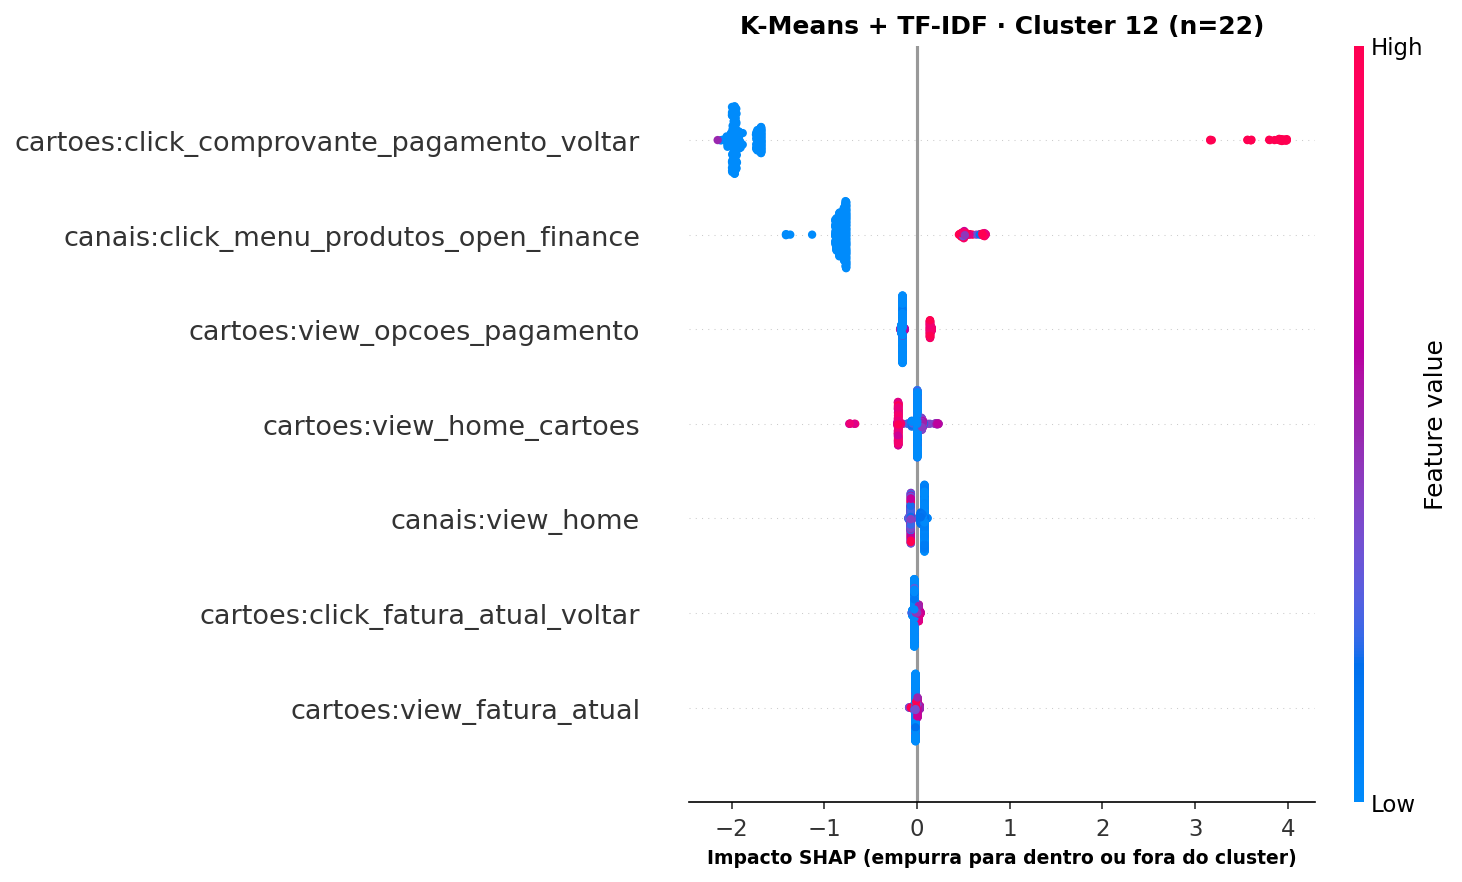 K-Means + TF-IDF · Cluster 12 (n=22)
High
cartoes:click_comprovante_pagamento_voltar
canais:click_menu_produtos_open_finance
cartoes:view_opcoes_pagamento
cartoes:view_home_cartoes
canais:view_home
cartoes:click_fatura_atual_voltar
cartoes:view_fatura_atual
Feature value
Low
−2 −1 0 1 2 3 4
Impacto SHAP (empurra para dentro ou fora do cluster)